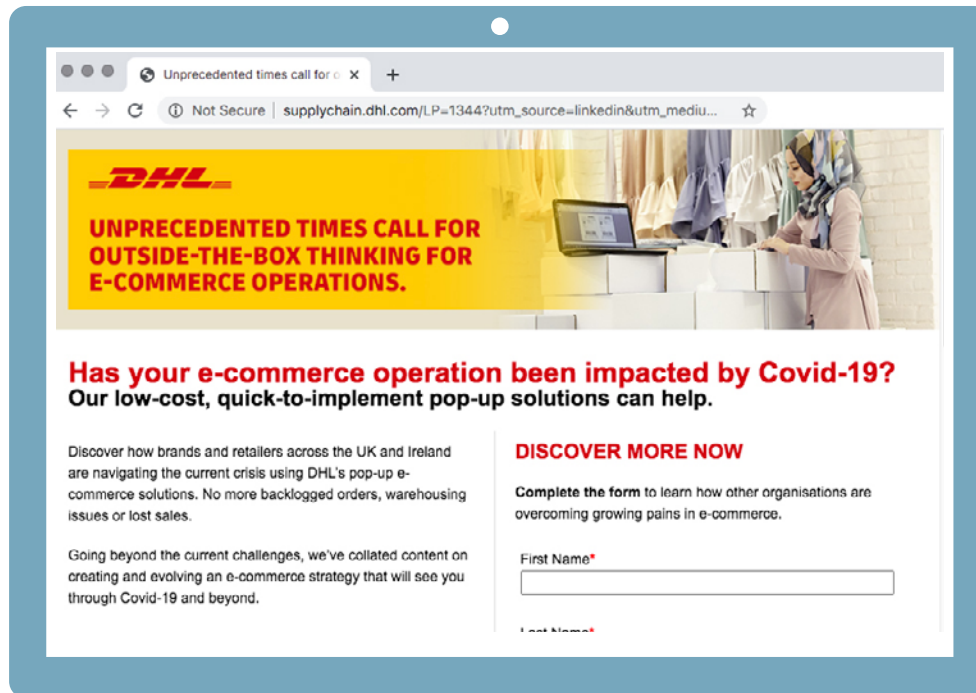 Unprecedented times call for o
Not Secure | supplychain.dhl.com/LP=1344?utm_source=linkedin&utm_mediu...
DHL
UNPRECEDENTED TIMES CALL FOR
OUTSIDE-THE-BOX THINKING FOR
E-COMMERCE OPERATIONS.
Has your e-commerce operation been impacted by Covid-19?
Our low-cost, quick-to-implement pop-up solutions can help.
Discover how brands and retailers across the UK and Ireland
are navigating the current crisis using DHL's pop-up e-
commerce solutions. No more backlogged orders, warehousing
issues or lost sales.
Going beyond the current challenges, we've collated content on
creating and evolving an e-commerce strategy that will see you
through Covid-19 and beyond.
DISCOVER MORE NOW
Complete the form to learn how other organisations are
overcoming growing pains in e-commerce.
First Name*
Last Name*